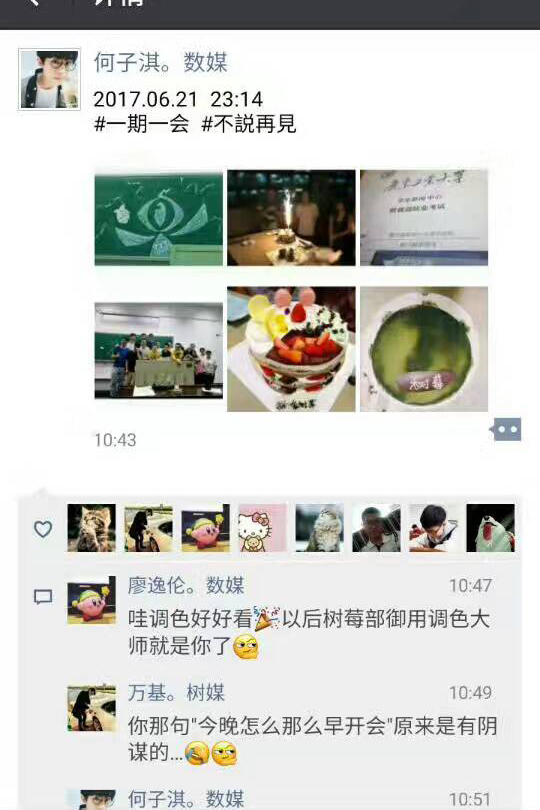 详情
何子淇。数媒
2017.06.21 23:14
#一期一会 #不説再見
10:43
廖逸伦。数媒
10:47
哇调色好好看🎉以后树莓部御用调色大
师就是你了
万基。树媒
10:49
你那句"今晚怎么那么早开会"原来是有阴
谋的...
何子淇。数媒
10:51